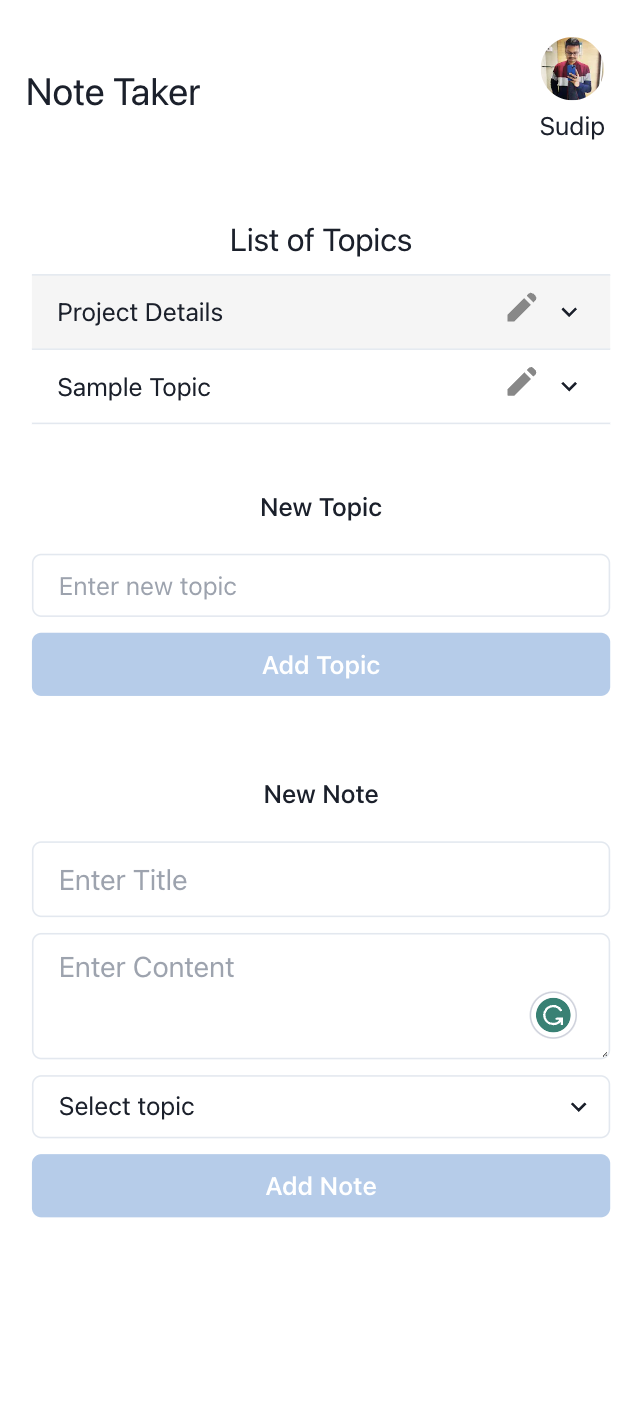 Note Taker
Sudip
List of Topics
Project Details
Sample Topic
New Topic
Enter new topic
Add Topic
New Note
Enter Title
Enter Content
Select topic
Add Note